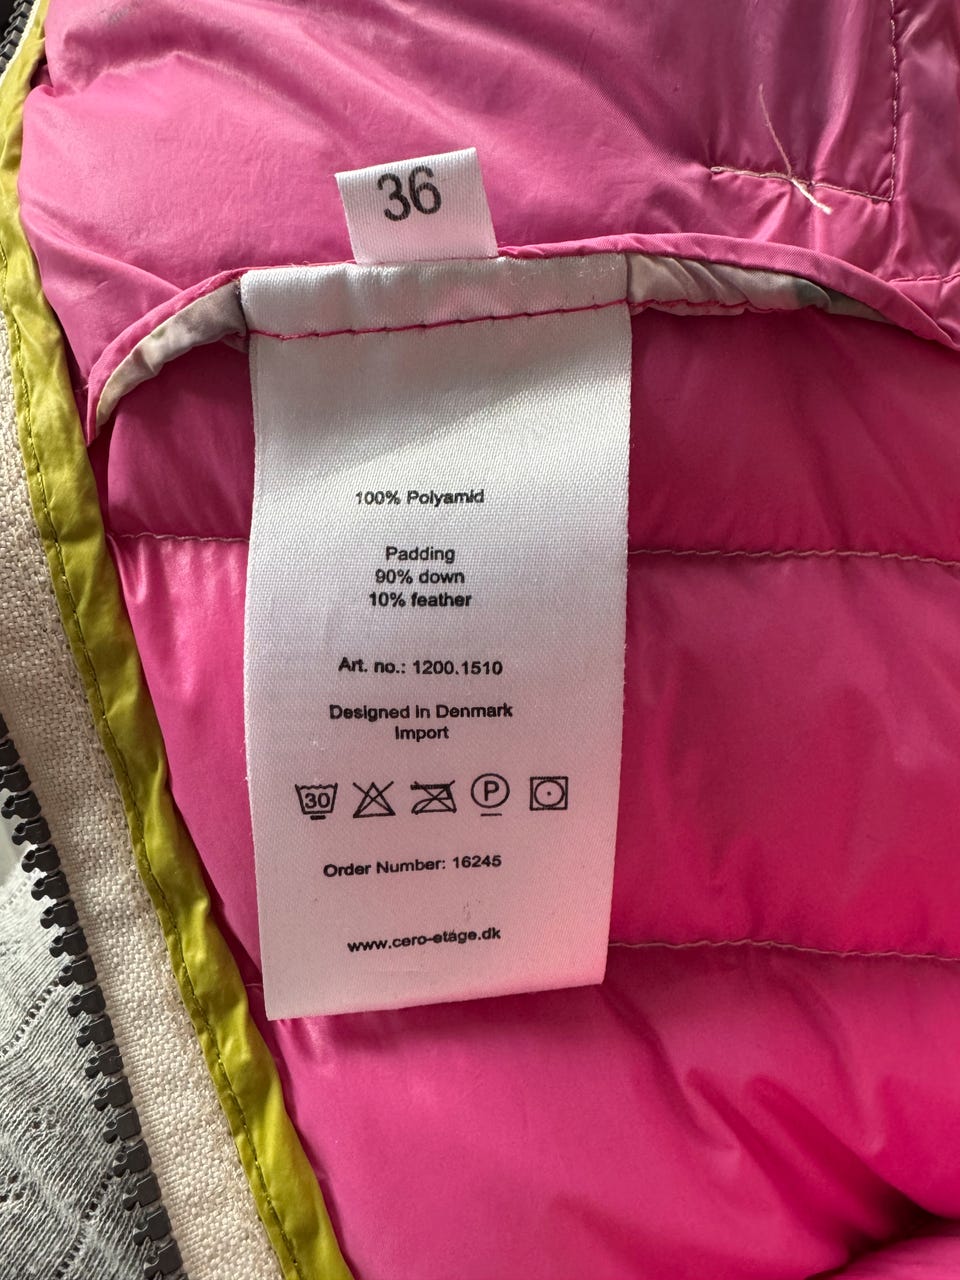 36
100% Polyamid
Padding
90% down
10% feather
Art. no.: 1200.1510
Designed in Denmark
Import
30 P
Order Number: 16245
www.cero-etage.dk